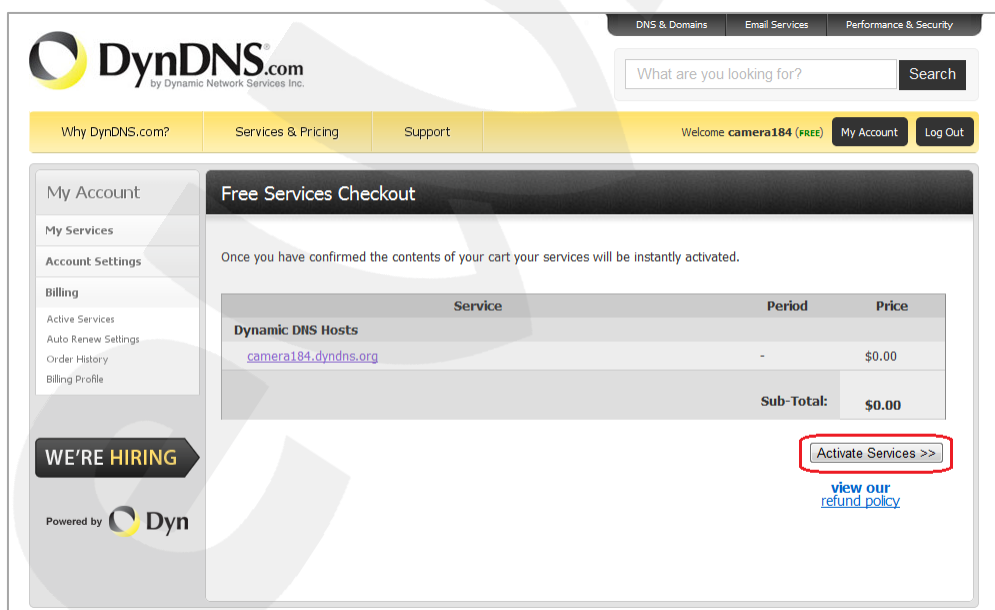 DNS & Domains Email Services Performance & Security
DynDNS.com
by Dynamic Network Services Inc.
What are you looking for? Search
Why DynDNS.com? Services & Pricing Support Welcome camera184 (FREE) My Account Log Out
My Account
My Services
Account Settings
Billing
Active Services
Auto Renew Settings
Order History
Billing Profile
WE'RE HIRING
Powered by Dyn
Free Services Checkout
Once you have confirmed the contents of your cart your services will be instantly activated.
Service Period Price
Dynamic DNS Hosts
camera184.dyndns.org - $0.00
Sub-Total: $0.00
Activate Services >>
view our
refund policy